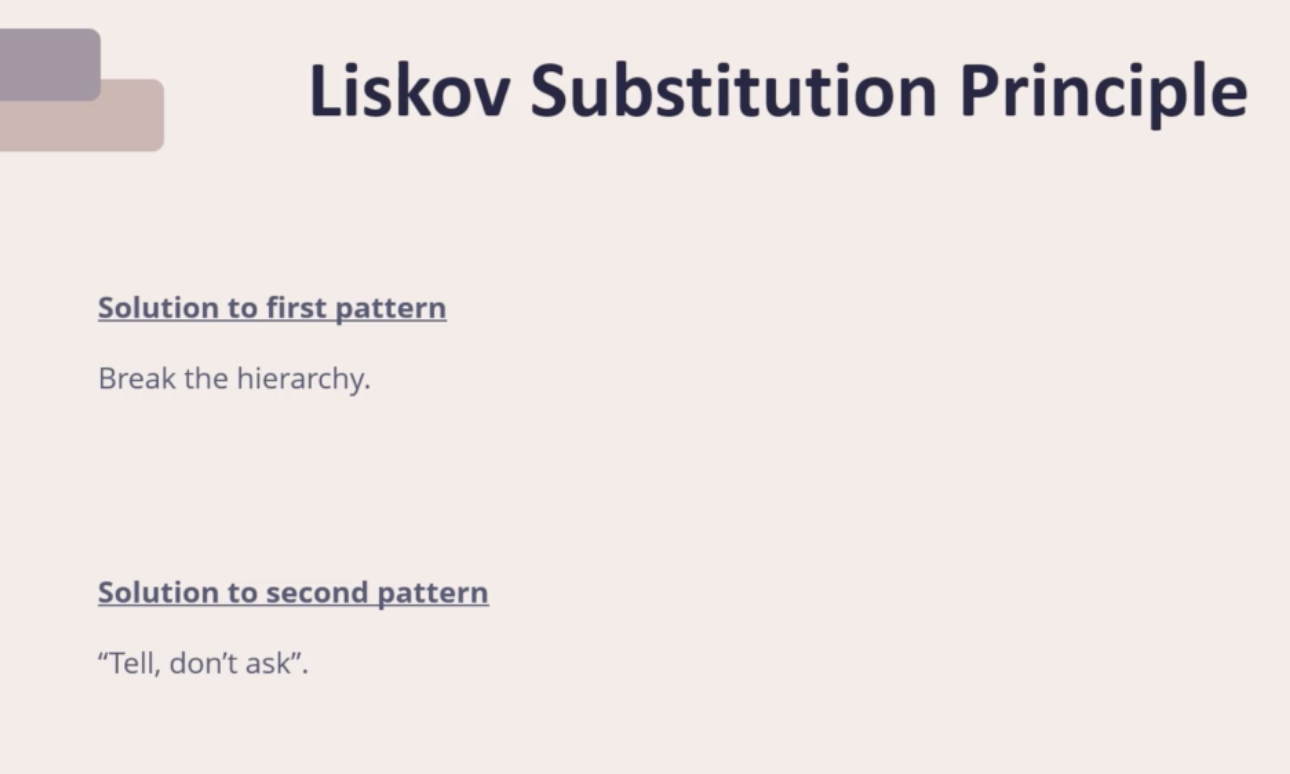 Liskov Substitution Principle
Solution to first pattern
Break the hierarchy.
Solution to second pattern
“Tell, don’t ask”.